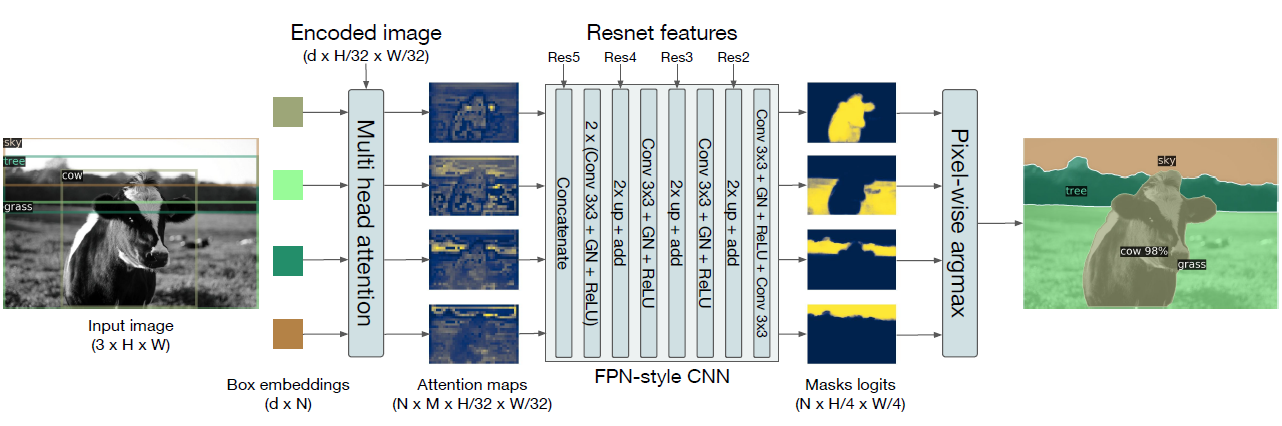 Encoded image
(d x H/32 x W/32)
Resnet features
Res5
Res4
Res3
Res2
sky
tree
cow
grass
Input image
(3 x H x W)
Box embeddings
(d x N)
Multi head attention
Attention maps
(N x M x H/32 x W/32)
Concatenate
2 x (Conv 3x3 + GN + ReLU)
2x up + add
Conv 3x3 + GN + ReLU
2x up + add
Conv 3x3 + GN + ReLU
2x up + add
Conv 3x3 + GN + ReLU + Conv 3x3
FPN-style CNN
Masks logits
(N x H/4 x W/4)
Pixel-wise argmax
sky
tree
cow 98%
grass